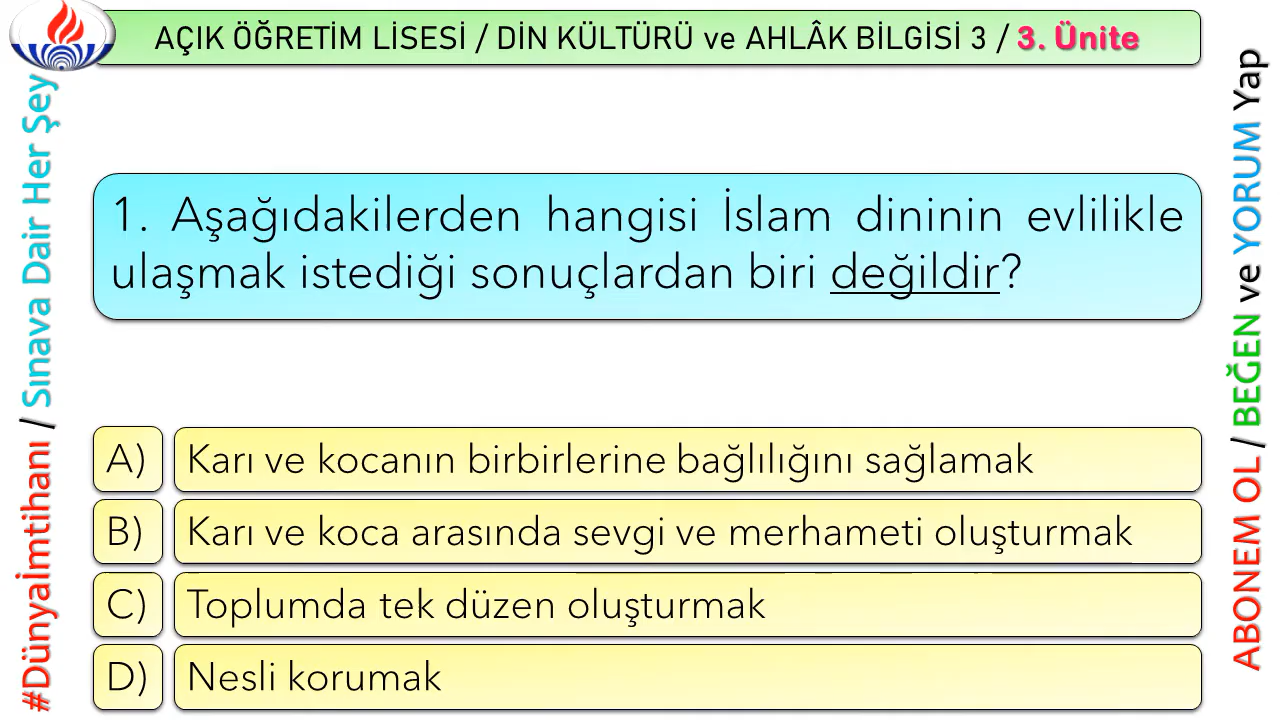 AÇIK ÖĞRETİM LİSESİ / DİN KÜLTÜRÜ ve AHLÂK BİLGİSİ 3 / 3. Ünite
#Dünyaimtihanı / Sınava Dair Her Şey
1. Aşağıdakilerden hangisi İslam dininin evlilikle
ulaşmak istediği sonuçlardan biri değildir?
A) Karı ve kocanın birbirlerine bağlılığını sağlamak
B) Karı ve koca arasında sevgi ve merhameti oluşturmak
C) Toplumda tek düzen oluşturmak
D) Nesli korumak
ABONEM OL / BEĞEN ve YORUM Yap